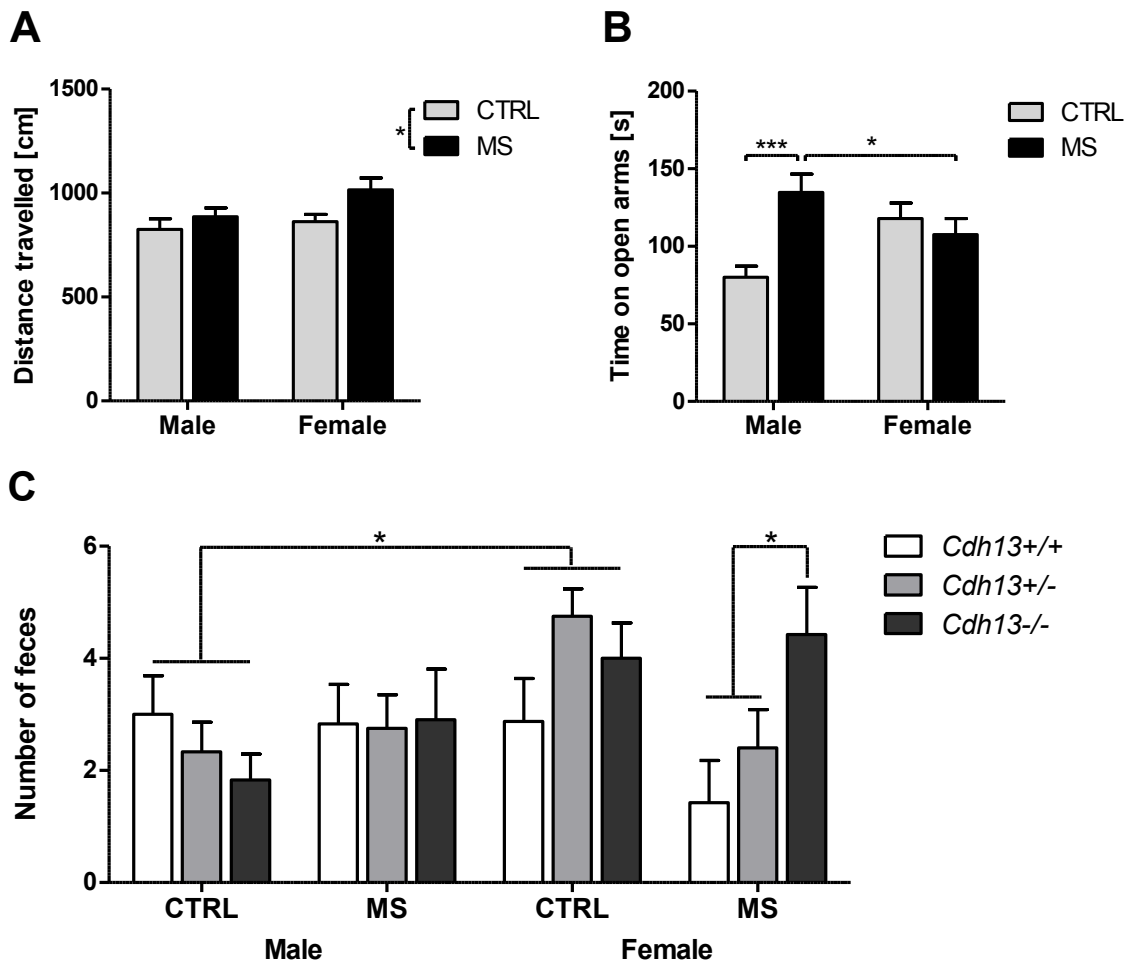 A
Distance travelled [cm]
1500
1000
500
0
Male Female
*
CTRL
MS
B
Time on open arms [s]
200
150
100
50
0
*** *
Male Female
CTRL
MS
C
Number of feces
6
4
2
0
* *
CTRL MS CTRL MS
Male Female
Cdh13+/+
Cdh13+/-
Cdh13-/-